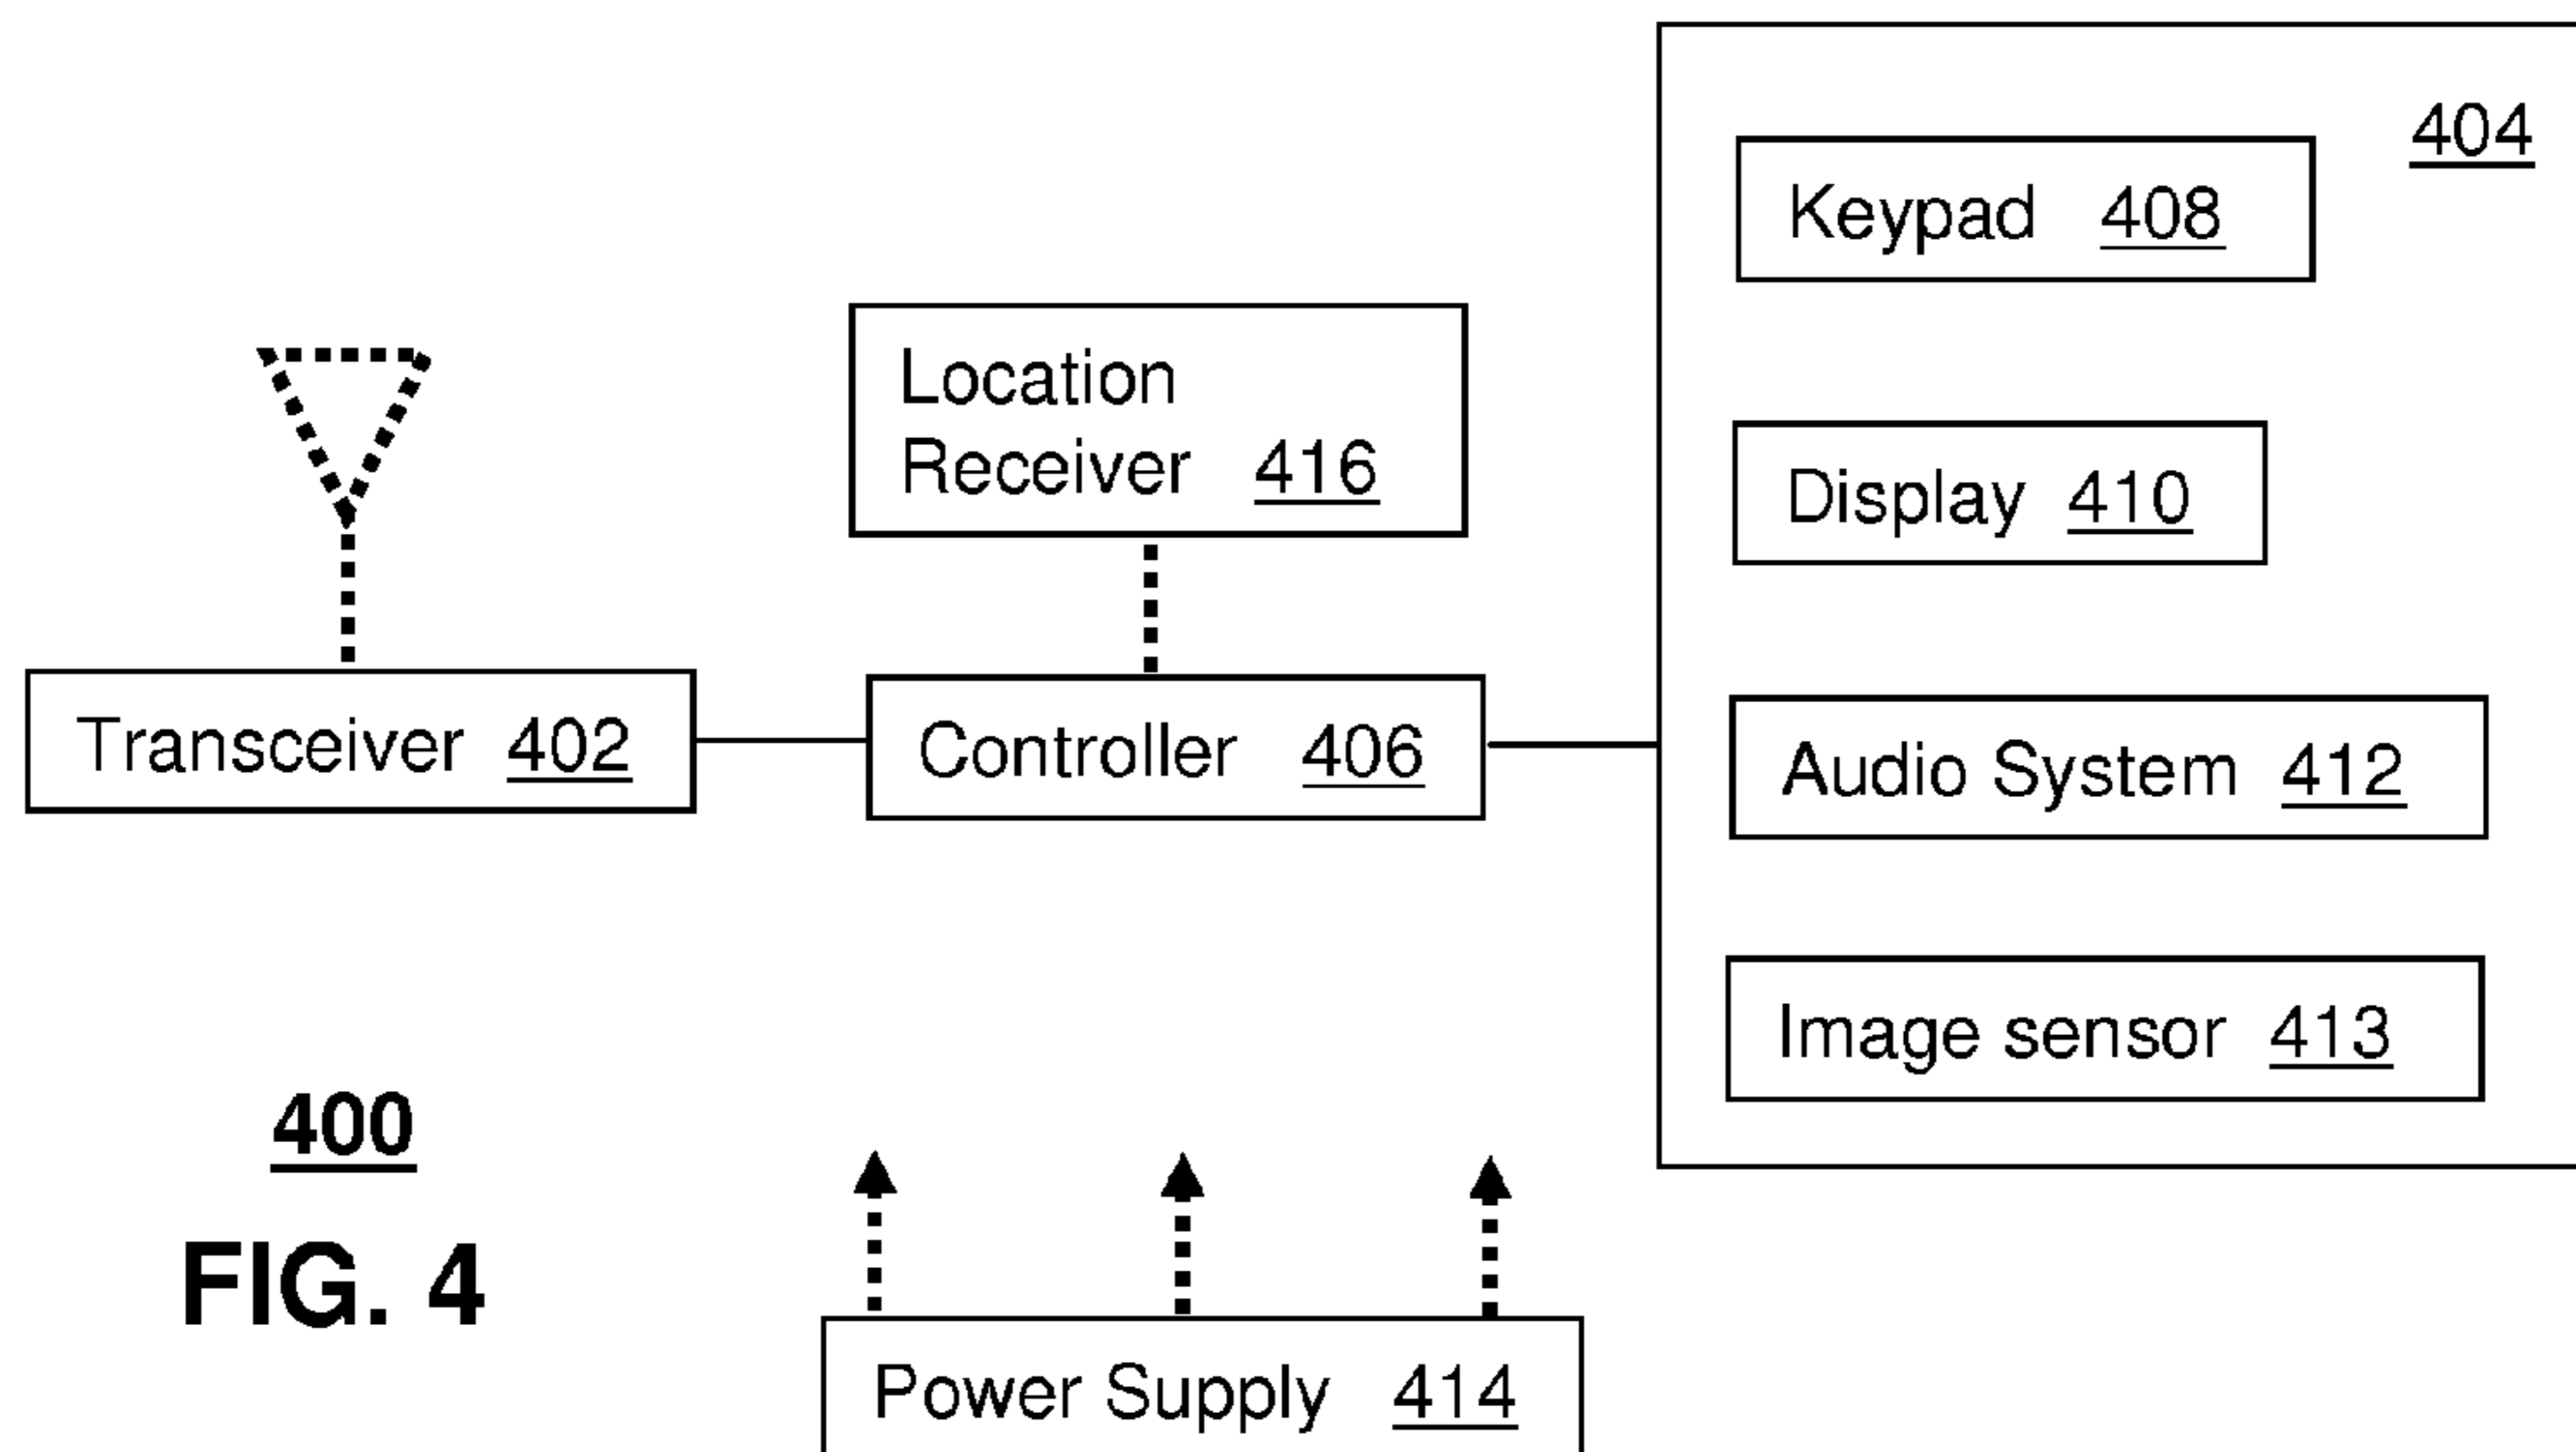 404
Keypad 408
Location
Receiver 416
Display 410
Transceiver 402
Controller 406
Audio System 412
Image sensor 413
400
FIG. 4
Power Supply 414